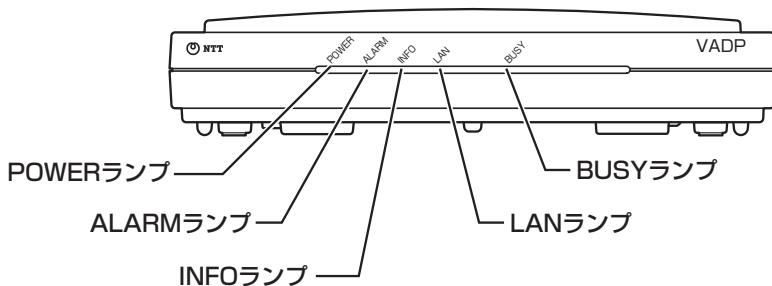 NTT
POWER
ALARM
INFO
LAN
BUSY
VADP
POWERランプ
BUSYランプ
ALARMランプ
LANランプ
INFOランプ